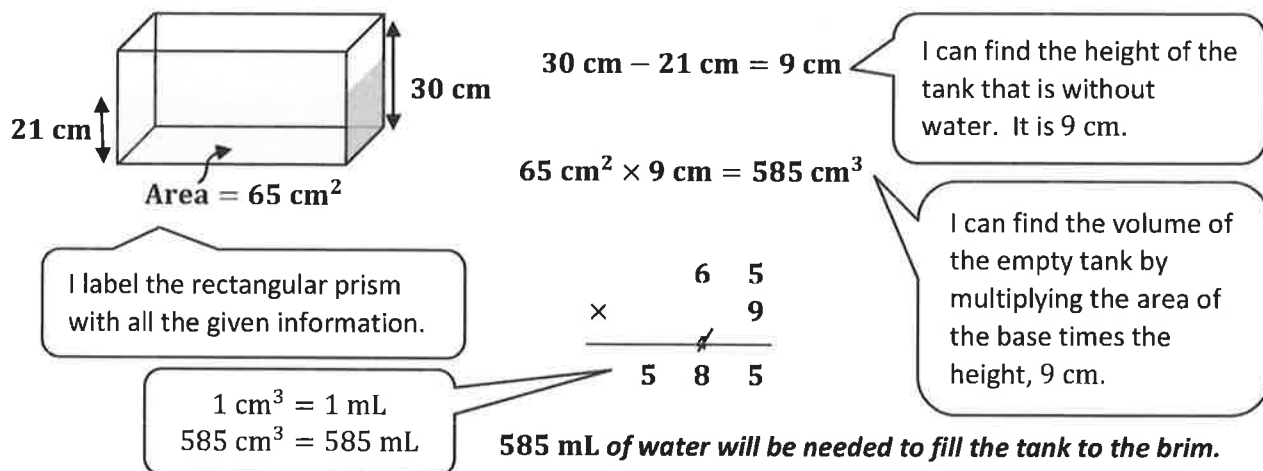 30 cm
21 cm
Area = 65 cm²
I label the rectangular prism
with all the given information.
30 cm − 21 cm = 9 cm
I can find the height of the
tank that is without
water. It is 9 cm.
65 cm² × 9 cm = 585 cm³
I can find the volume of
the empty tank by
multiplying the area of
the base times the
height, 9 cm.
6 5
× 9
5 8 5
1 cm³ = 1 mL
585 cm³ = 585 mL
585 mL of water will be needed to fill the tank to the brim.